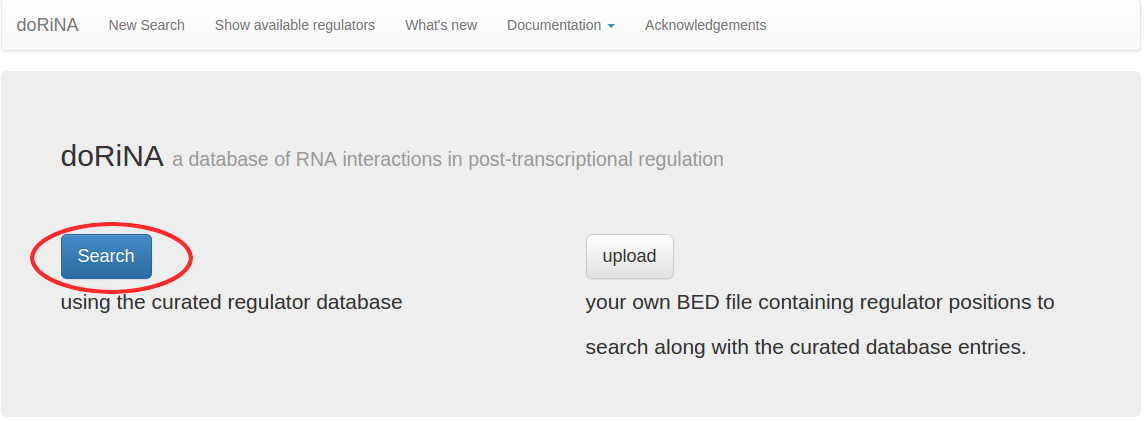 doRiNA New Search Show available regulators What's new Documentation Acknowledgements
doRiNA a database of RNA interactions in post-transcriptional regulation
Search upload
using the curated regulator database your own BED file containing regulator positions to
search along with the curated database entries.